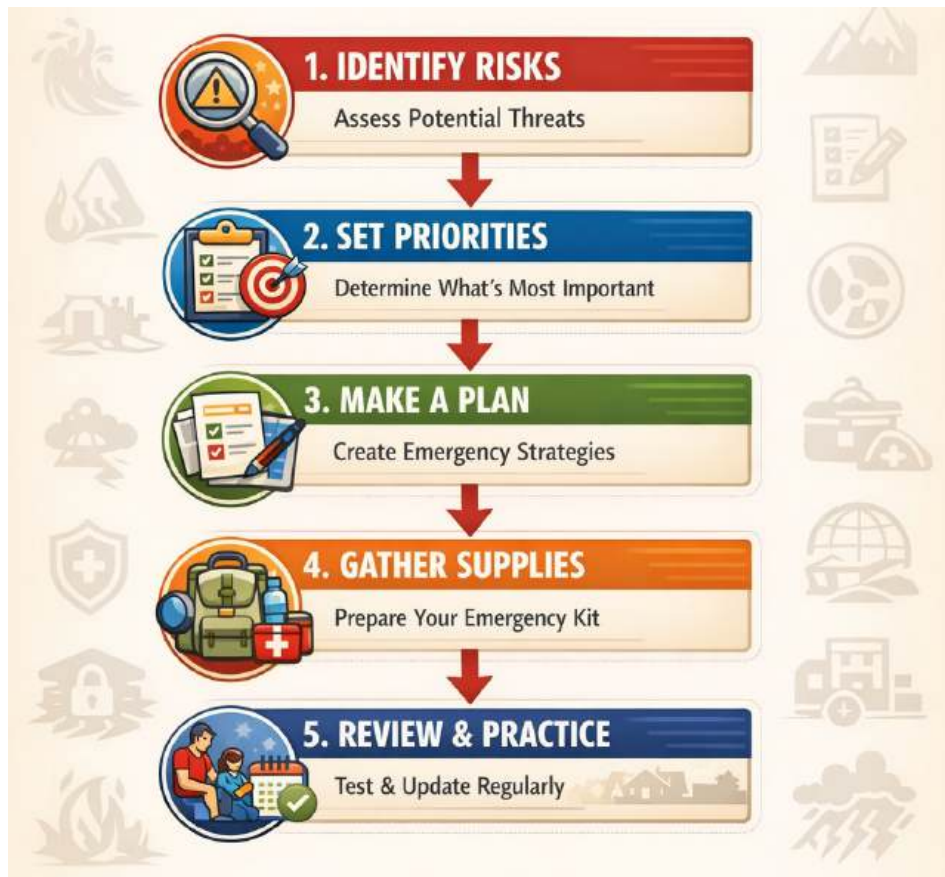 1. IDENTIFY RISKS
Assess Potential Threats
2. SET PRIORITIES
Determine What's Most Important
3. MAKE A PLAN
Create Emergency Strategies
4. GATHER SUPPLIES
Prepare Your Emergency Kit
5. REVIEW & PRACTICE
Test & Update Regularly